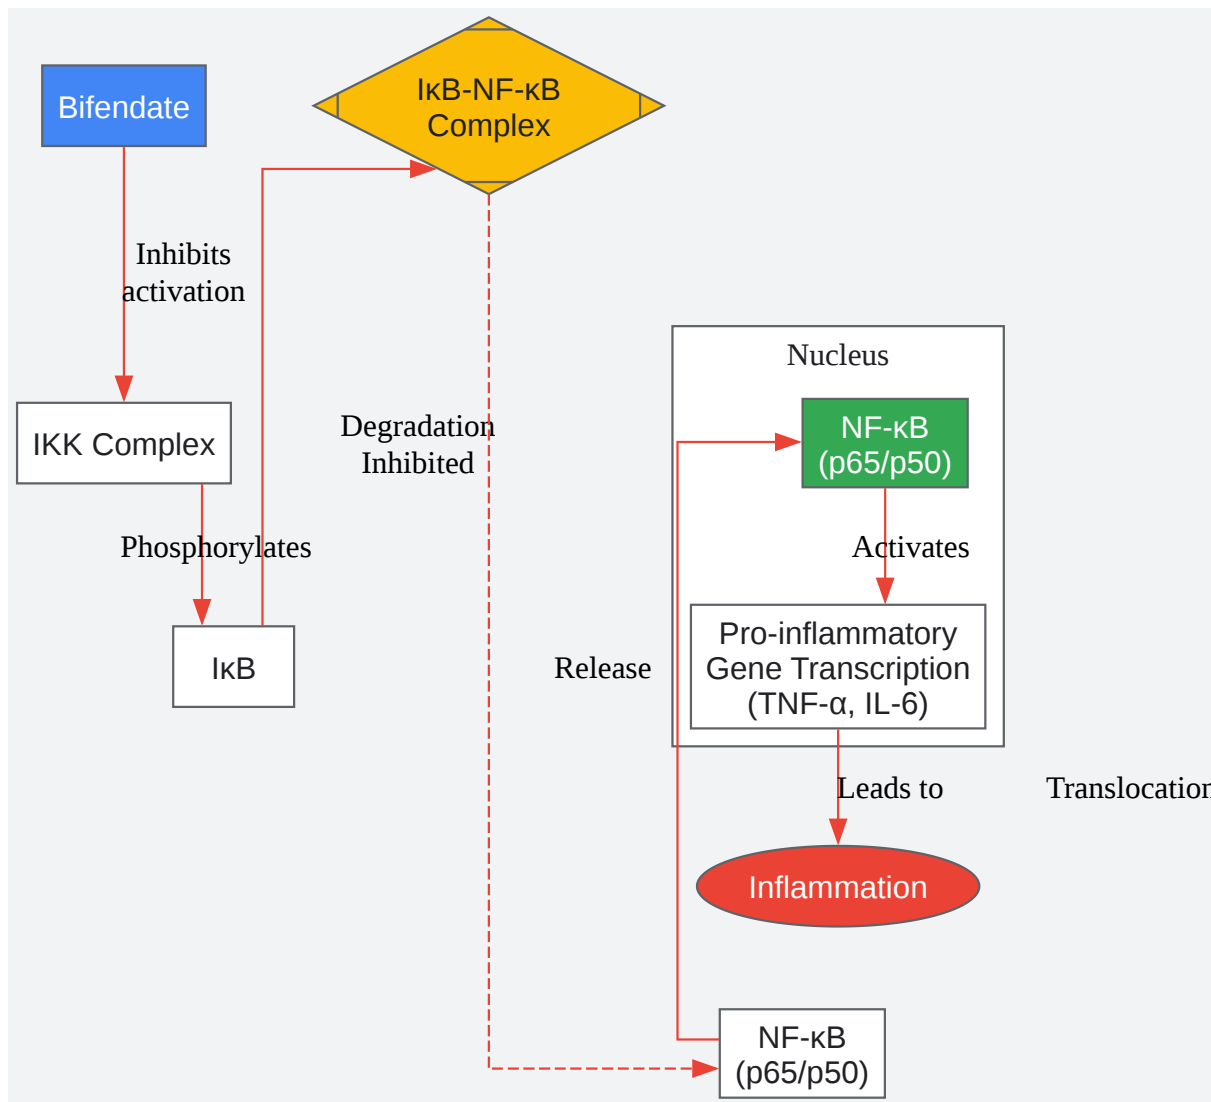 IκB-NF-κB
Complex
Bifendate
Inhibits
activation
Nucleus
IKK Complex
Degradation
Inhibited
NF-κB
(p65/p50)
Phosphorylates
Activates
IκB
Release
Pro-inflammatory
Gene Transcription
(TNF-α, IL-6)
Leads to
Translocation
Inflammation
NF-κB
(p65/p50)